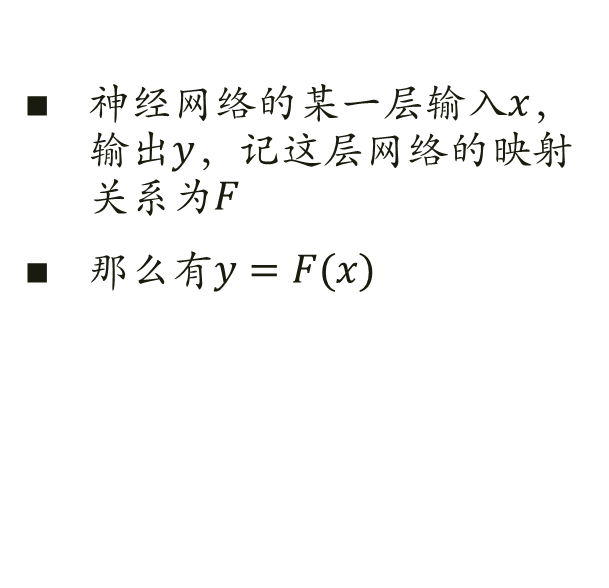 ■ 神经网络的某一层输入x，
输出y，记这层网络的映射
关系为F
■ 那么有y = F(x)